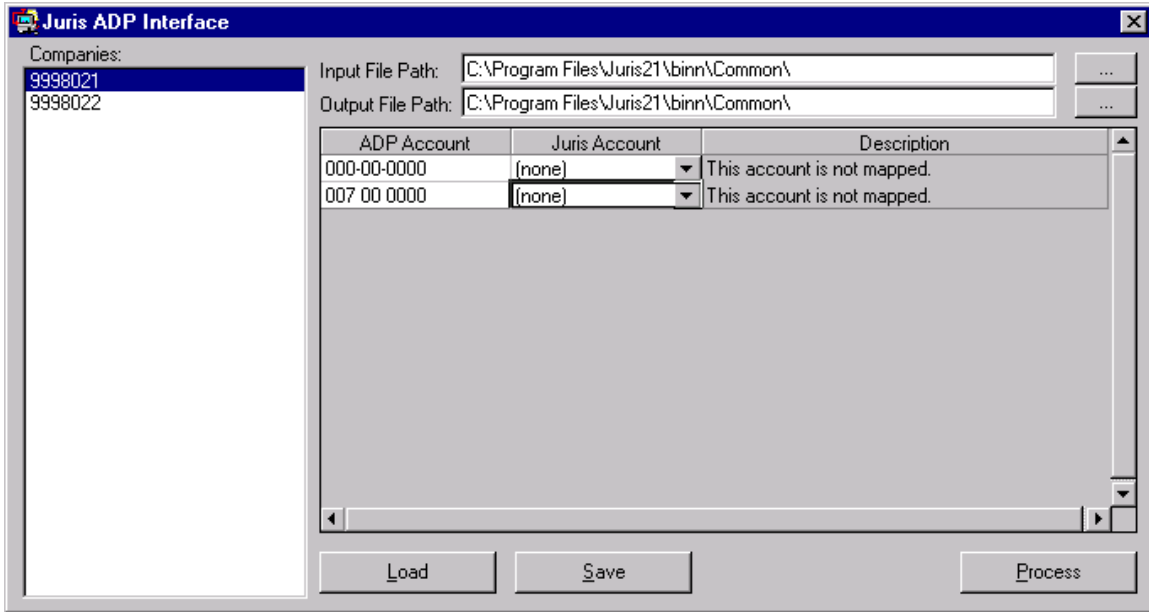 Juris ADP Interface
Companies:
9998021
9998022
Input File Path: C:\Program Files\Juris21\binn\Common\ ...
Output File Path: C:\Program Files\Juris21\binn\Common\ ...
ADP Account Juris Account Description
000-00-0000 (none) This account is not mapped.
007 00 0000 (none) This account is not mapped.
Load Save Process